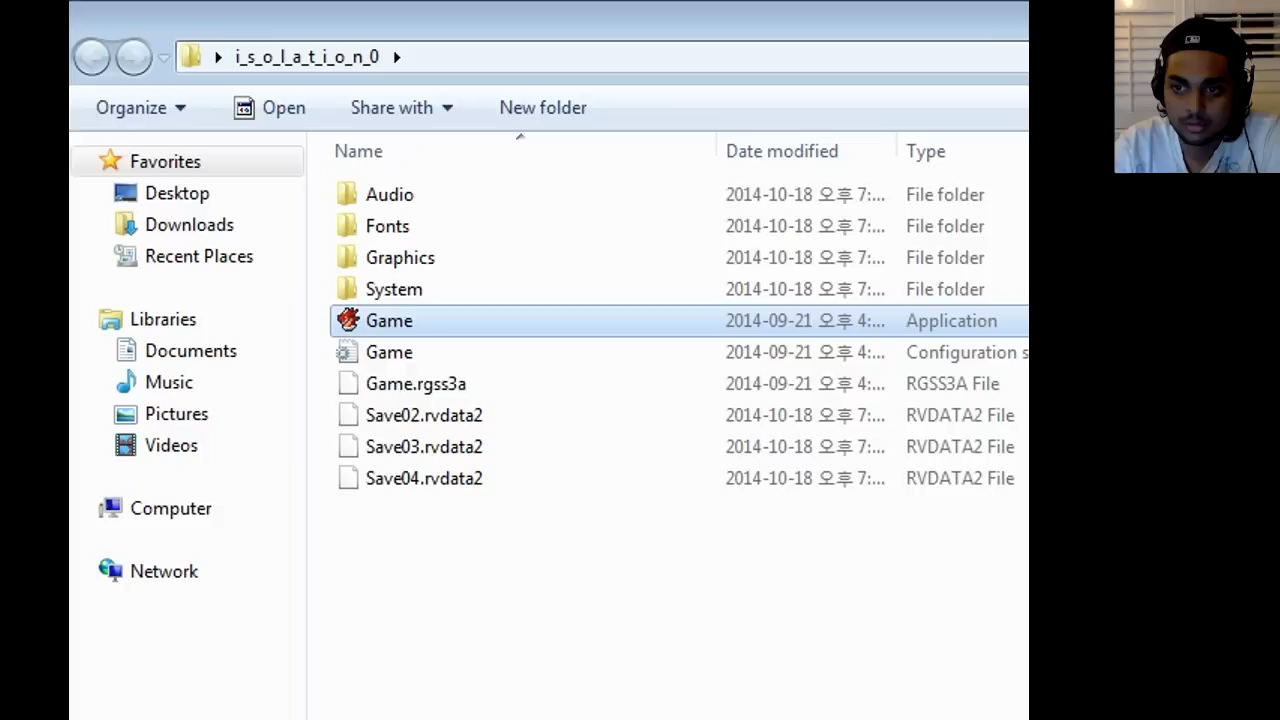 i_s_o_l_a_t_i_o_n_0
Organize Open Share with New folder
Name Date modified Type
Favorites
Desktop
Downloads
Recent Places
Libraries
Documents
Music
Pictures
Videos
Computer
Network
Audio 2014-10-18 오후 7:... File folder
Fonts 2014-10-18 오후 7:... File folder
Graphics 2014-10-18 오후 7:... File folder
System 2014-10-18 오후 7:... File folder
Game 2014-09-21 오후 4:... Application
Game 2014-09-21 오후 4:... Configuration s
Game.rgss3a 2014-09-21 오후 4:... RGSS3A File
Save02.rvdata2 2014-10-18 오후 7:... RVDATA2 File
Save03.rvdata2 2014-10-18 오후 7:... RVDATA2 File
Save04.rvdata2 2014-10-18 오후 7:... RVDATA2 File